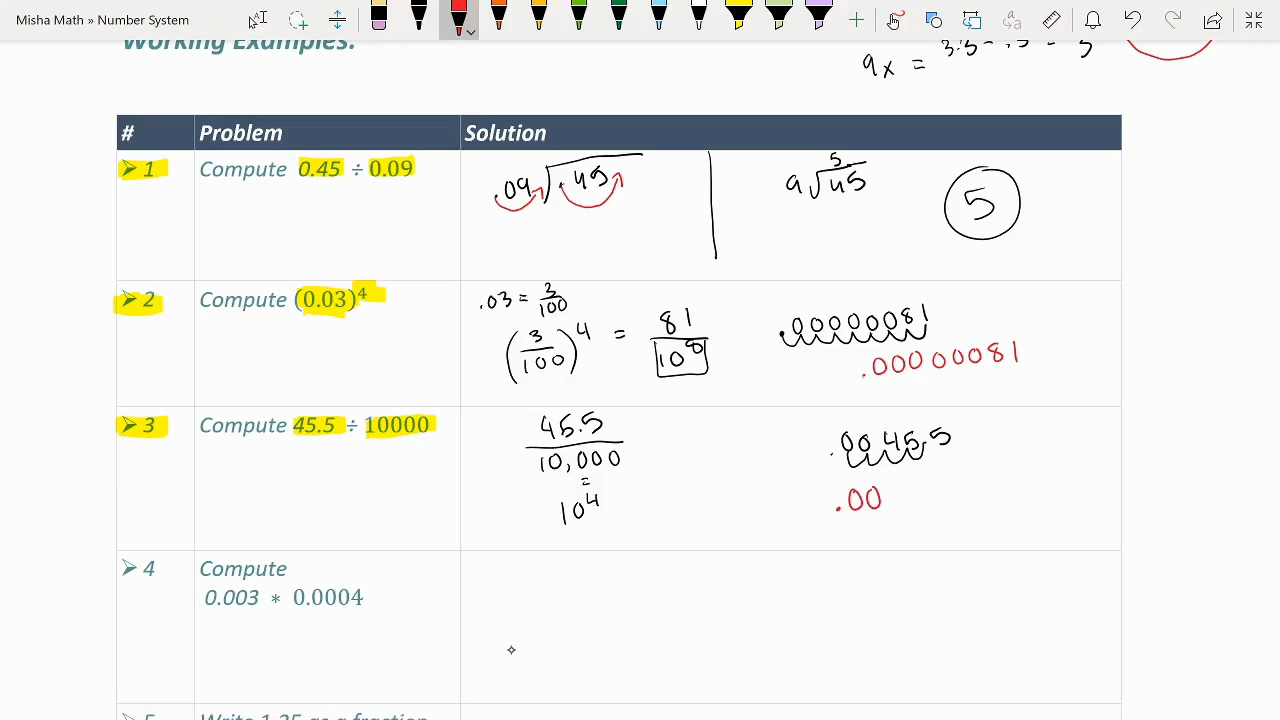 Misha Math » Number System
Working Examples:
9x = 3.3 - .3 = 3
# Problem Solution
1 Compute 0.45 ÷ 0.09
.09 .45
5
9 45
5
2 Compute (0.03)^4
.03 = 3/100
(3/100)^4 = 81/10^8
.00000081
.00000081
3 Compute 45.5 ÷ 10000
45.5
10,000
=
10^4
.0045.5
.00
4 Compute
0.003 * 0.0004
5 Write 1.25 as a fraction